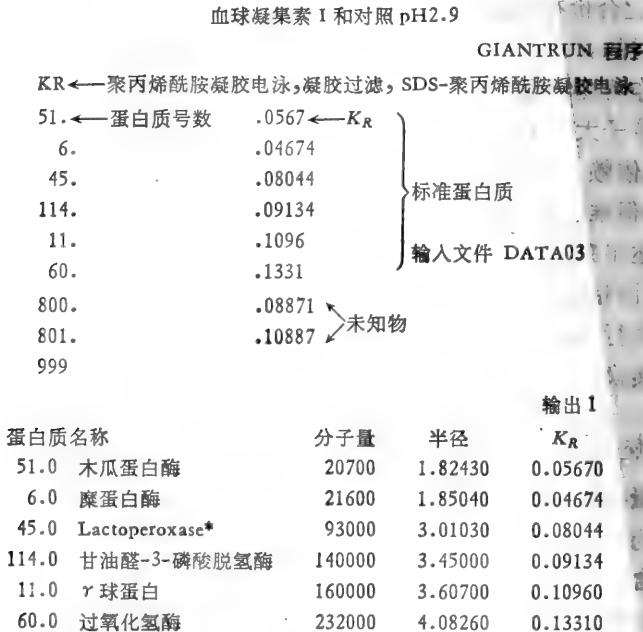 血球凝集素 I 和对照 pH2.9
GIANTRUN 程序
KR←聚丙烯酰胺凝胶电泳,凝胶过滤, SDS-聚丙烯酰胺凝胶电泳
51.←蛋白质号数 .0567←K_R
6. .04674
45. .08044
标准蛋白质
114. .09134
11. .1096
输入文件 DATA03
60. .1331
800. .08871
未知物
801. .10887
999
输出 1
蛋白质名称 分子量 半径 K_R
51.0 木瓜蛋白酶 20700 1.82430 0.05670
6.0 糜蛋白酶 21600 1.85040 0.04674
45.0 Lactoperoxase* 93000 3.01030 0.08044
114.0 甘油醛-3-磷酸脱氢酶 140000 3.45000 0.09134
11.0 γ球蛋白 160000 3.60700 0.10960
60.0 过氧化氢酶 232000 4.08260 0.13310